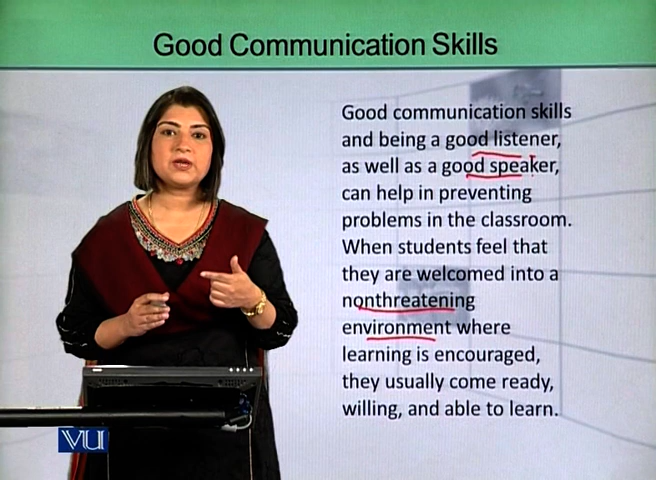 Good Communication Skills
Good communication skills
and being a good listener,
as well as a good speaker,
can help in preventing
problems in the classroom.
When students feel that
they are welcomed into a
nonthreatening
environment where
learning is encouraged,
they usually come ready,
willing, and able to learn.
VU